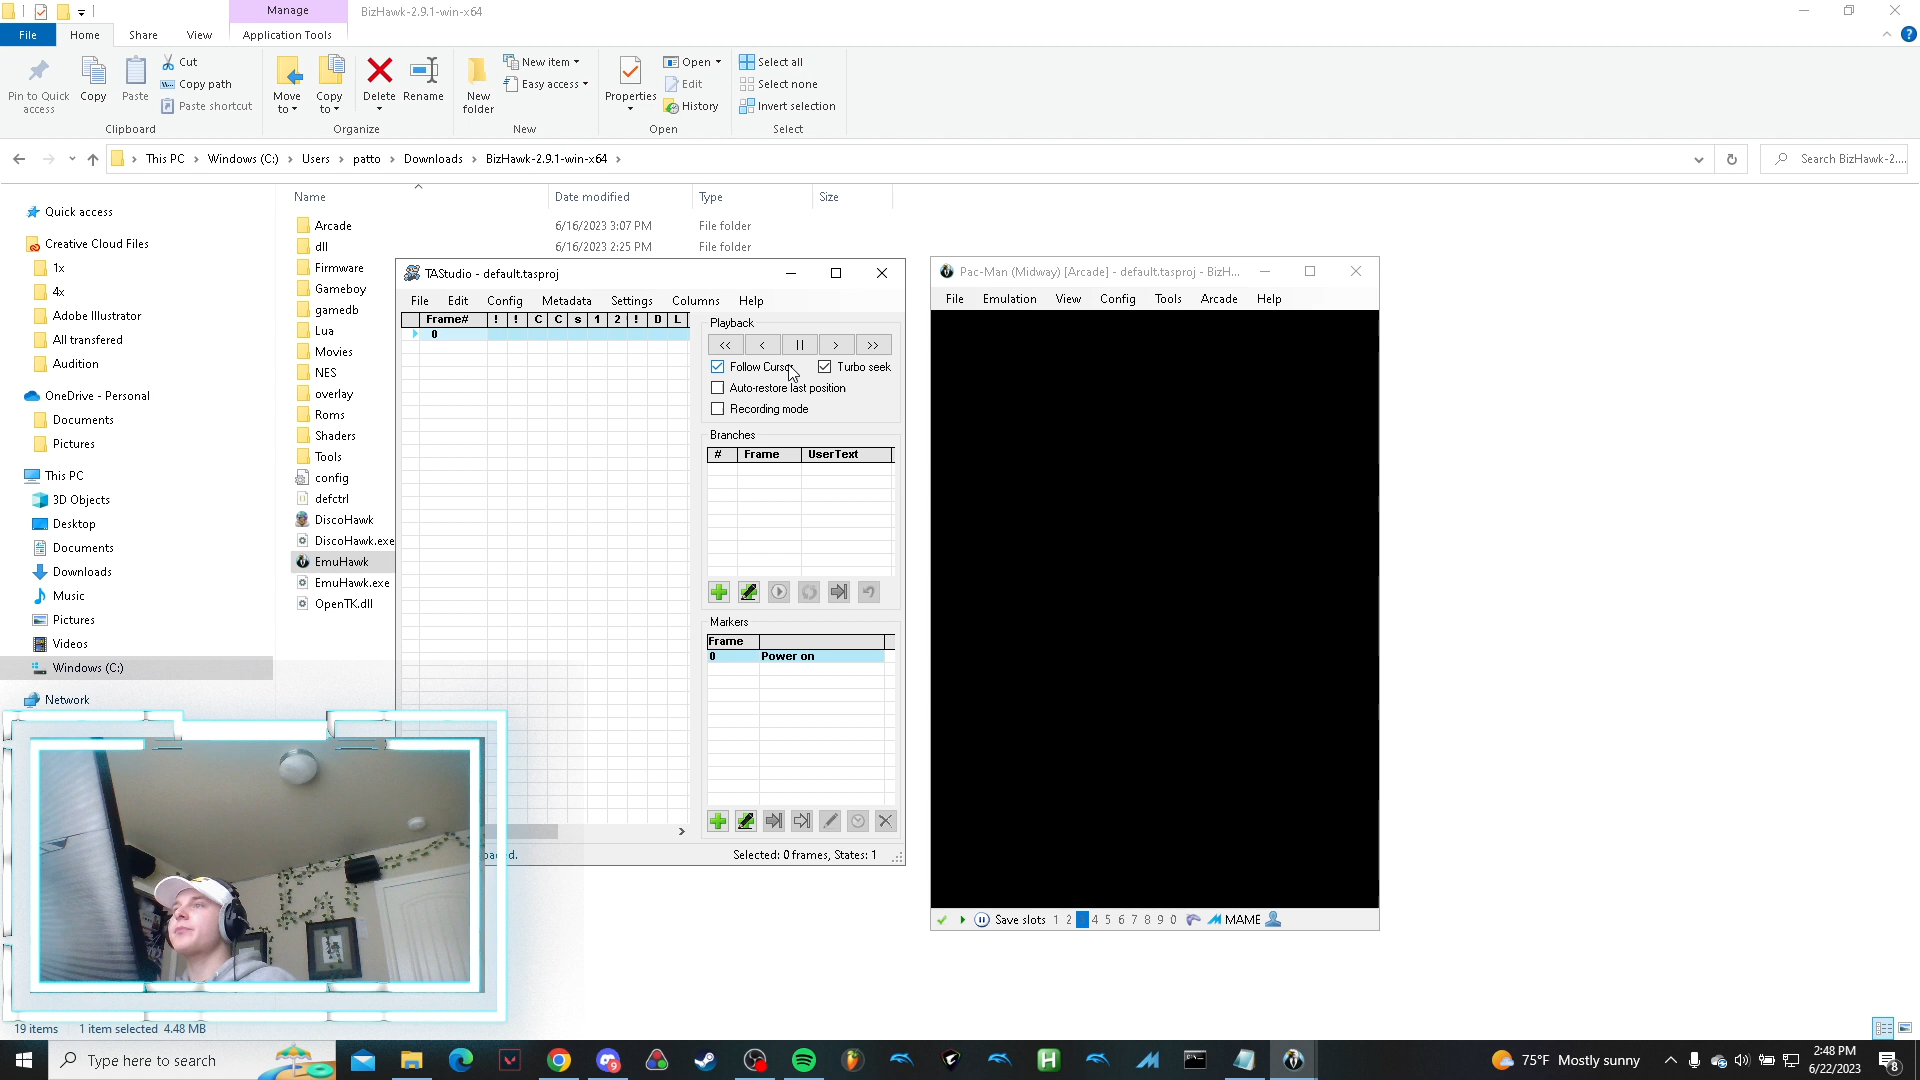 Manage
BizHawk-2.9.1-win-x64
File
Home
Share
View
Application Tools
Pin to Quick access
Copy
Paste
Cut
Copy path
Paste shortcut
Clipboard
Move to
Copy to
Delete
Rename
Organize
New folder
New item
Easy access
New
Properties
Open
Edit
History
Open
Select all
Select none
Invert selection
Select
This PC > Windows (C:) > Users > patto > Downloads > BizHawk-2.9.1-win-x64 >
Search BizHawk-2....
Quick access
Creative Cloud Files
1x
4x
Adobe Illustrator
All transfered
Audition
OneDrive - Personal
Documents
Pictures
This PC
3D Objects
Desktop
Documents
Downloads
Music
Pictures
Videos
Windows (C:)
Network
Name
Date modified
Type
Size
Arcade 6/16/2023 3:07 PM File folder
dll 6/16/2023 2:25 PM File folder
Firmware
Gameboy
gamedb
Lua
Movies
NES
overlay
Roms
Shaders
Tools
config
defctrl
DiscoHawk
DiscoHawk.exe
EmuHawk
EmuHawk.exe
OpenTK.dll
TAStudio - default.tasproj
File Edit Config Metadata Settings Columns Help
Frame# ! ! C C s 1 2 ! D L
0
Playback
<< < || > >>
Follow Curso
Turbo seek
Auto-restore last position
Recording mode
Branches
# Frame UserText
Markers
Frame
0 Power on
Selected: 0 frames, States: 1
Pac-Man (Midway) [Arcade] - default.tasproj - BizH...
File Emulation View Config Tools Arcade Help
Save slots 1 2 4 5 6 7 8 9 0 MAME
19 items 1 item selected 4.48 MB
Type here to search
75°F Mostly sunny
2:48 PM
6/22/2023
8